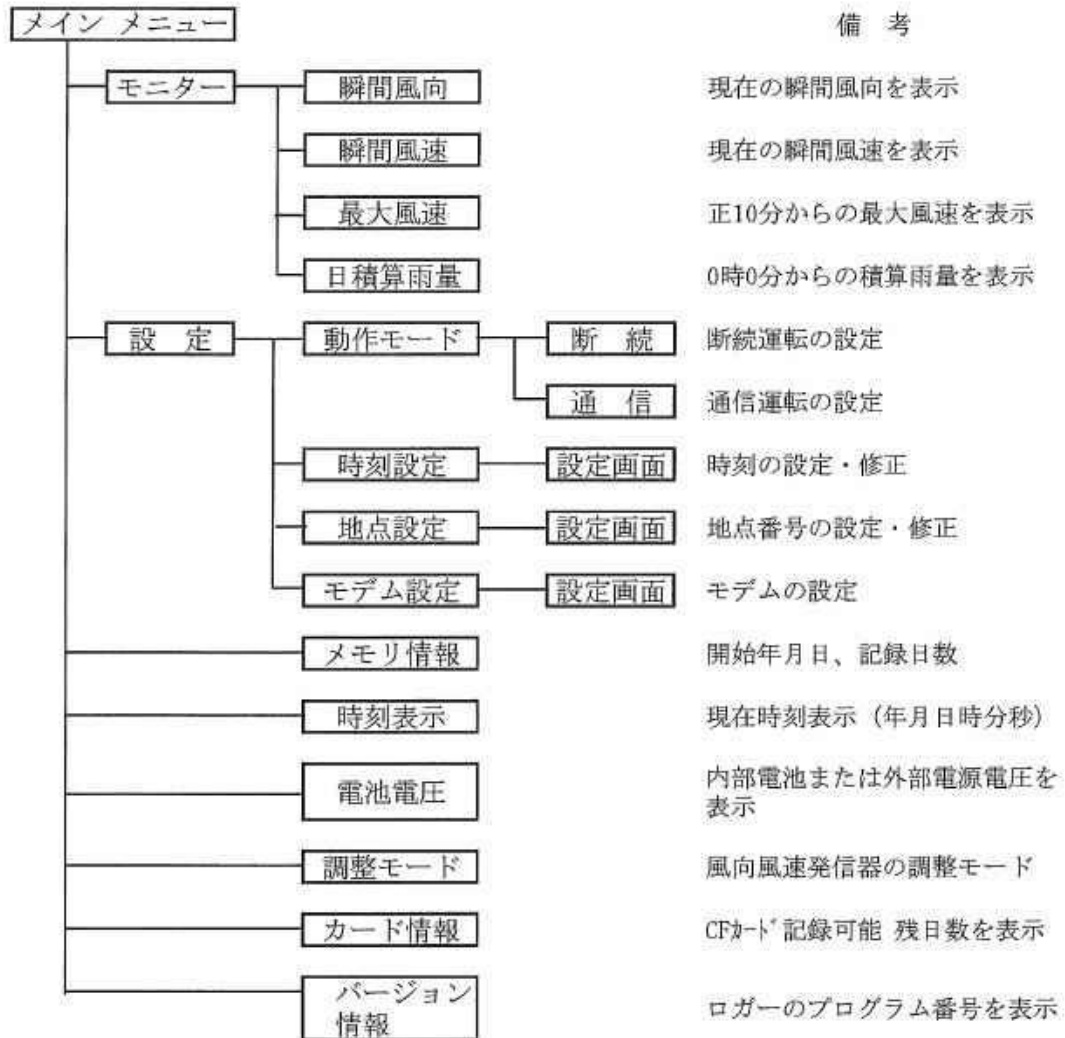 メイン メニュー 備 考
モニター 瞬間風向 現在の瞬間風向を表示
瞬間風速 現在の瞬間風速を表示
最大風速 正10分からの最大風速を表示
日積算雨量 0時0分からの積算雨量を表示
設 定 動作モード 断 続 断続運転の設定
通 信 通信運転の設定
時刻設定 設定画面 時刻の設定・修正
地点設定 設定画面 地点番号の設定・修正
モデム設定 設定画面 モデムの設定
メモリ情報 開始年月日、記録日数
時刻表示 現在時刻表示（年月日時分秒）
電池電圧 内部電池または外部電源電圧を
表示
調整モード 風向風速発信器の調整モード
カード情報 CFｶｰﾄﾞ記録可能 残日数を表示
バージョン
情報 ロガーのプログラム番号を表示